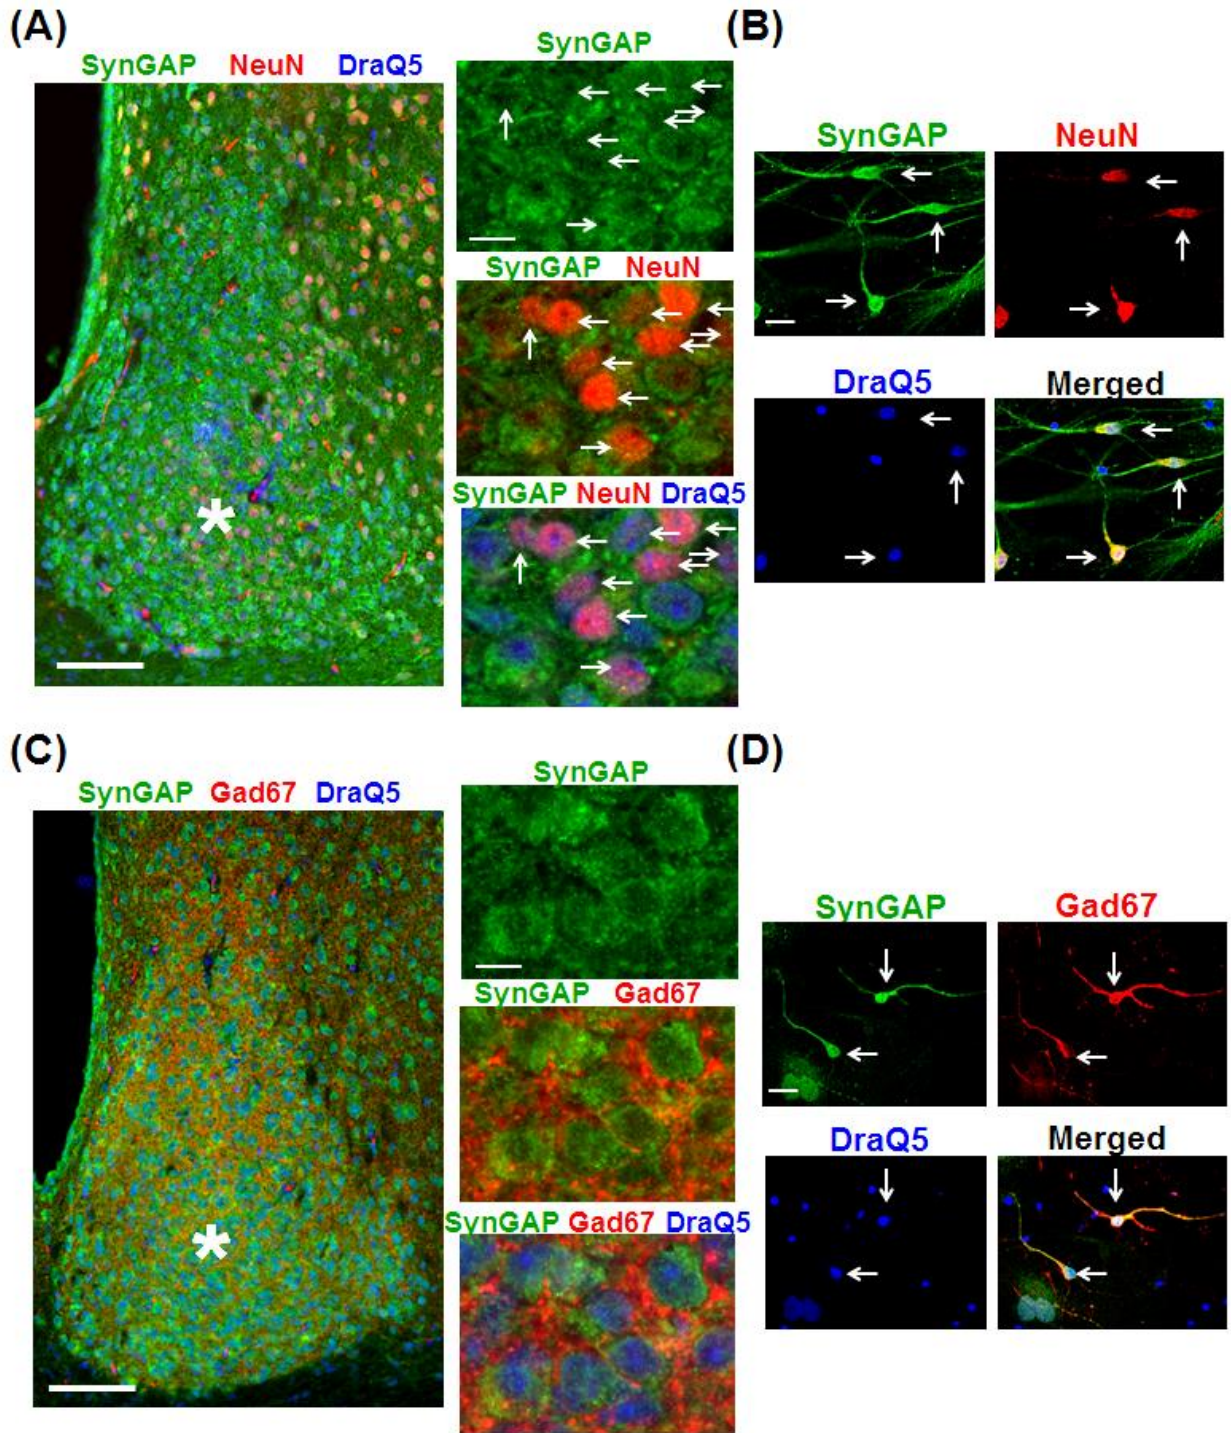 (A)
SynGAP NeuN DraQ5
SynGAP
SynGAP NeuN
SynGAP NeuN DraQ5
(B)
SynGAP NeuN
DraQ5 Merged
(C)
SynGAP Gad67 DraQ5
SynGAP
SynGAP Gad67
SynGAP Gad67 DraQ5
(D)
SynGAP Gad67
DraQ5 Merged